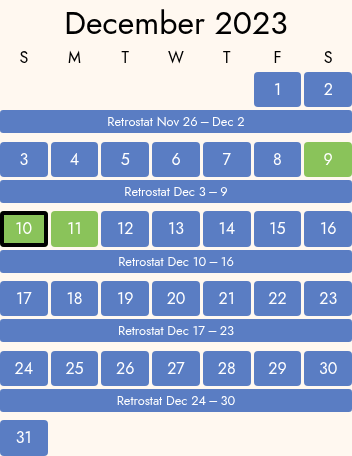 December 2023
S M T W T F S
1 2
Retrostat Nov 26 – Dec 2
3 4 5 6 7 8 9
Retrostat Dec 3 – 9
10 11 12 13 14 15 16
Retrostat Dec 10 – 16
17 18 19 20 21 22 23
Retrostat Dec 17 – 23
24 25 26 27 28 29 30
Retrostat Dec 24 – 30
31